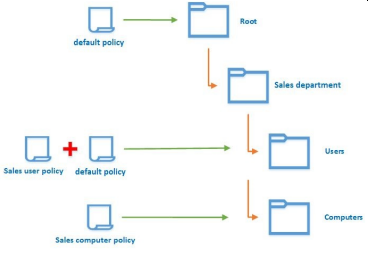 Root
default policy
Sales department
Users
Sales user policy
default policy
Computers
Sales computer policy